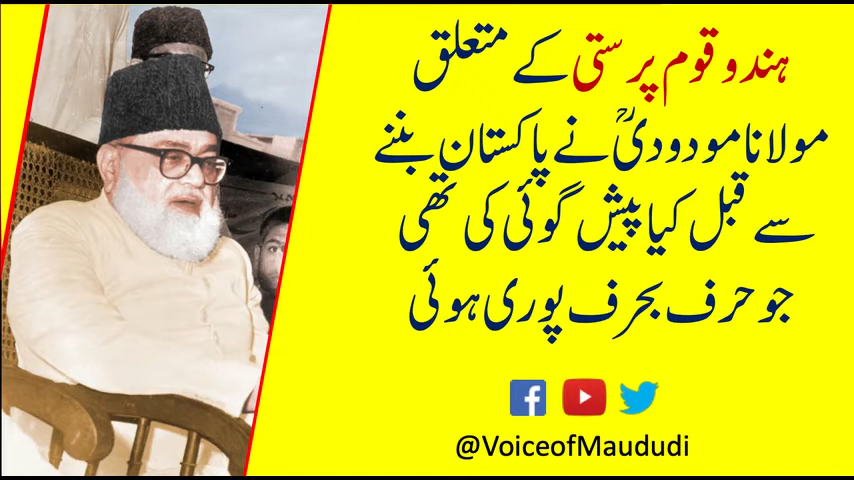 ہندو قوم پرستی کے متعلق
مولانا مودودیؒ نے پاکستان بننے
سے قبل کیا پیش گوئی کی تھی
جو حرف بحرف پوری ہوئی
@VoiceofMaududi